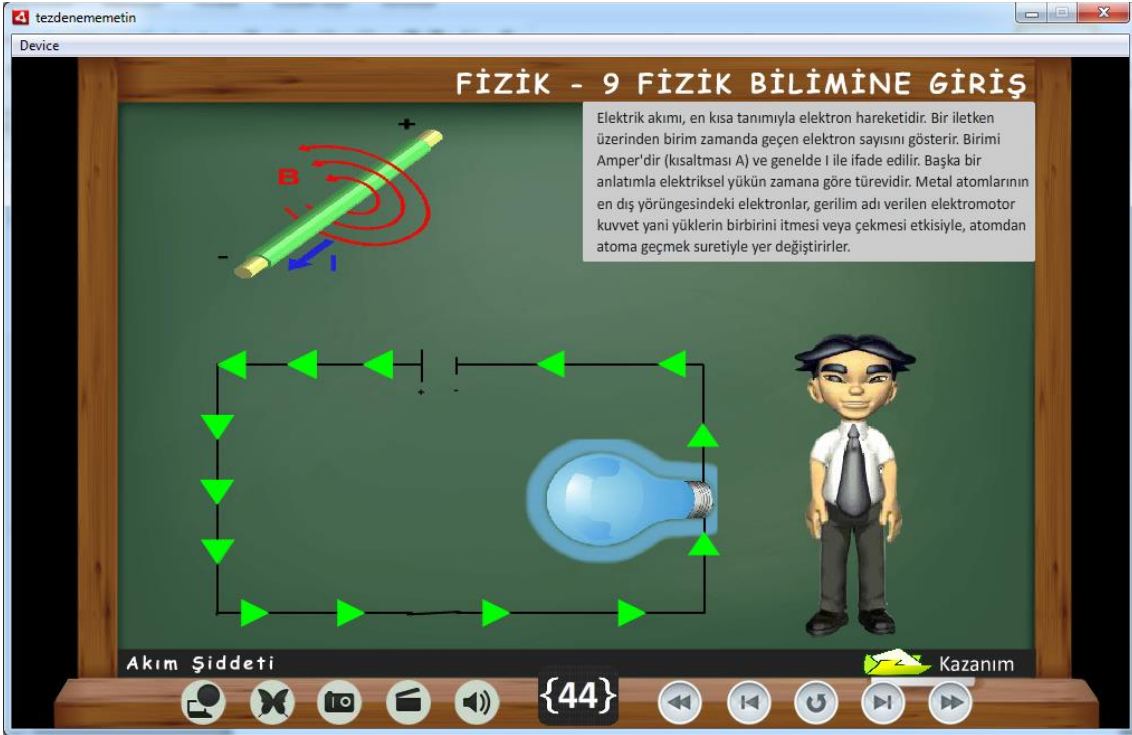 tezdenememetin
Device
FİZİK - 9 FİZİK BİLİMİNE GİRİŞ
Elektrik akımı, en kısa tanımıyla elektron hareketidir. Bir iletken
üzerinden birim zamanda geçen elektron sayısını gösterir. Birimi
Amper'dir (kısaltması A) ve genelde I ile ifade edilir. Başka bir
anlatımla elektriksel yükün zamana göre türevidir. Metal atomlarının
en dış yörüngesindeki elektronlar, gerilim adı verilen elektromotor
kuvvet yani yüklerin birbirini itmesi veya çekmesi etkisiyle, atomdan
atoma geçmek suretiyle yer değiştirirler.
+
B
-
I
+ -
Akım Şiddeti
Kazanım
{44}